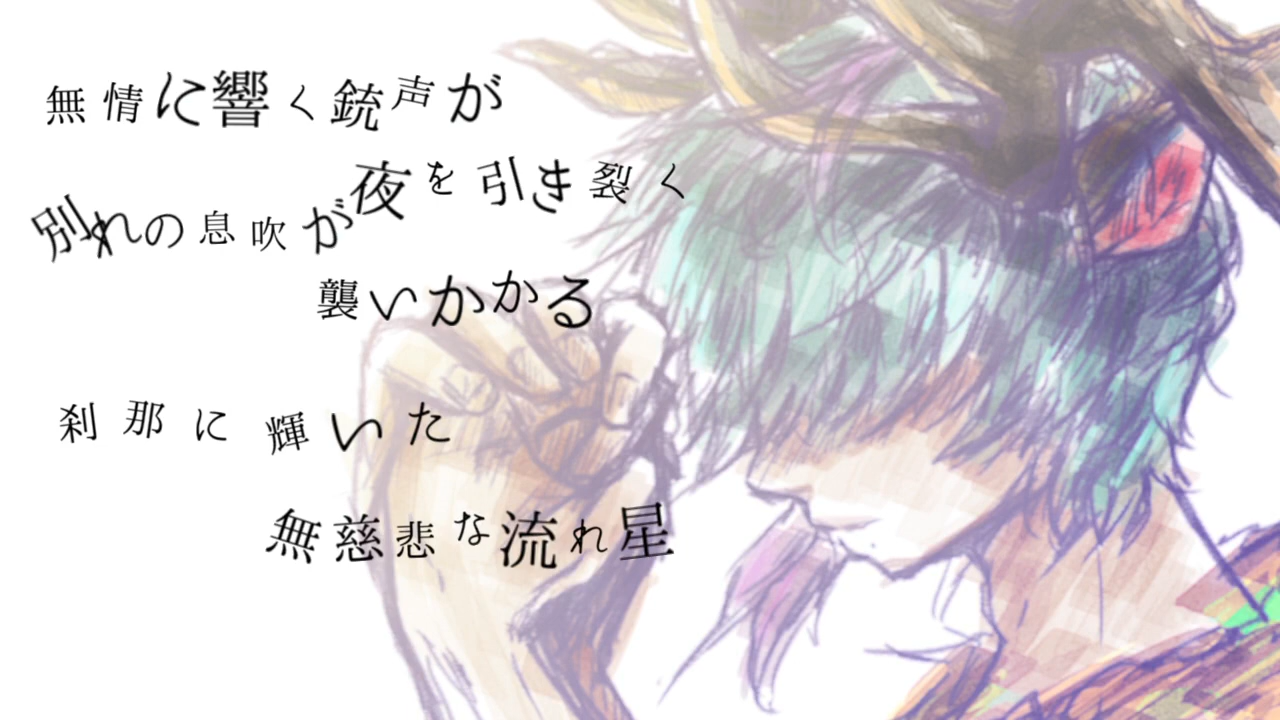 無情に響く銃声が
夜を引き裂く
別れの息吹が
襲いかかる
刹那に輝いた
無慈悲な流れ星